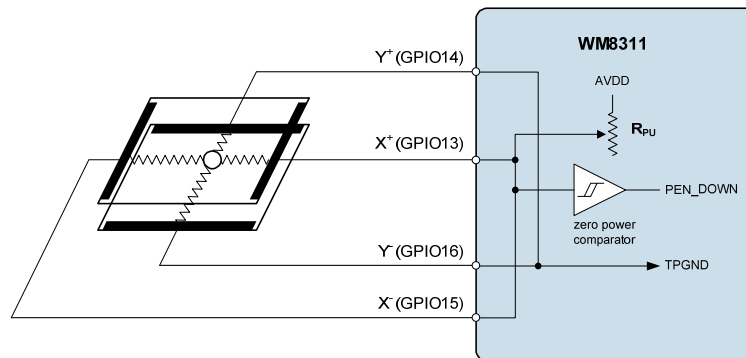 WM8311
Y+ (GPIO14)
AVDD
RPU
X+ (GPIO13)
PEN_DOWN
zero power
comparator
Y- (GPIO16)
TPGND
X- (GPIO15)